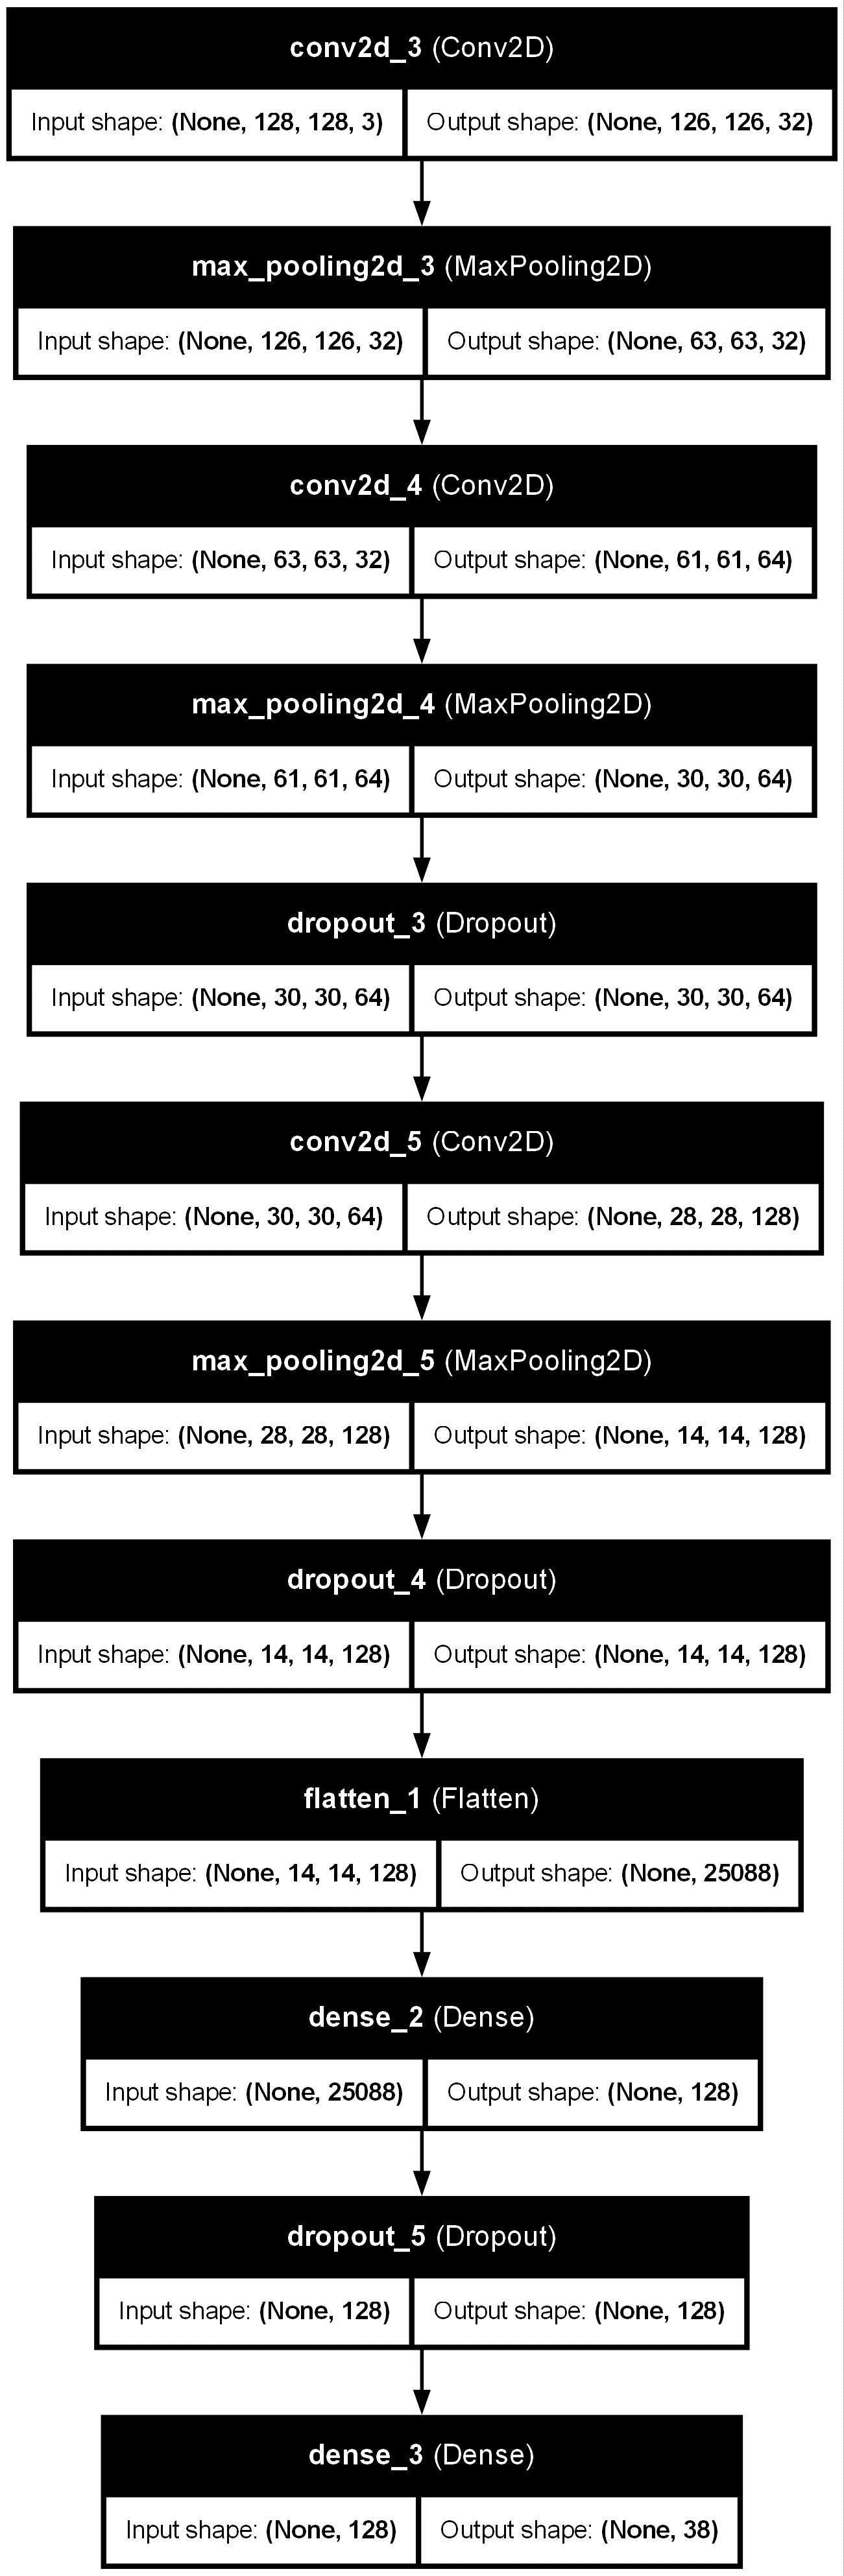 conv2d_3 (Conv2D)
Input shape: (None, 128, 128, 3) Output shape: (None, 126, 126, 32)
max_pooling2d_3 (MaxPooling2D)
Input shape: (None, 126, 126, 32) Output shape: (None, 63, 63, 32)
conv2d_4 (Conv2D)
Input shape: (None, 63, 63, 32) Output shape: (None, 61, 61, 64)
max_pooling2d_4 (MaxPooling2D)
Input shape: (None, 61, 61, 64) Output shape: (None, 30, 30, 64)
dropout_3 (Dropout)
Input shape: (None, 30, 30, 64) Output shape: (None, 30, 30, 64)
conv2d_5 (Conv2D)
Input shape: (None, 30, 30, 64) Output shape: (None, 28, 28, 128)
max_pooling2d_5 (MaxPooling2D)
Input shape: (None, 28, 28, 128) Output shape: (None, 14, 14, 128)
dropout_4 (Dropout)
Input shape: (None, 14, 14, 128) Output shape: (None, 14, 14, 128)
flatten_1 (Flatten)
Input shape: (None, 14, 14, 128) Output shape: (None, 25088)
dense_2 (Dense)
Input shape: (None, 25088) Output shape: (None, 128)
dropout_5 (Dropout)
Input shape: (None, 128) Output shape: (None, 128)
dense_3 (Dense)
Input shape: (None, 128) Output shape: (None, 38)